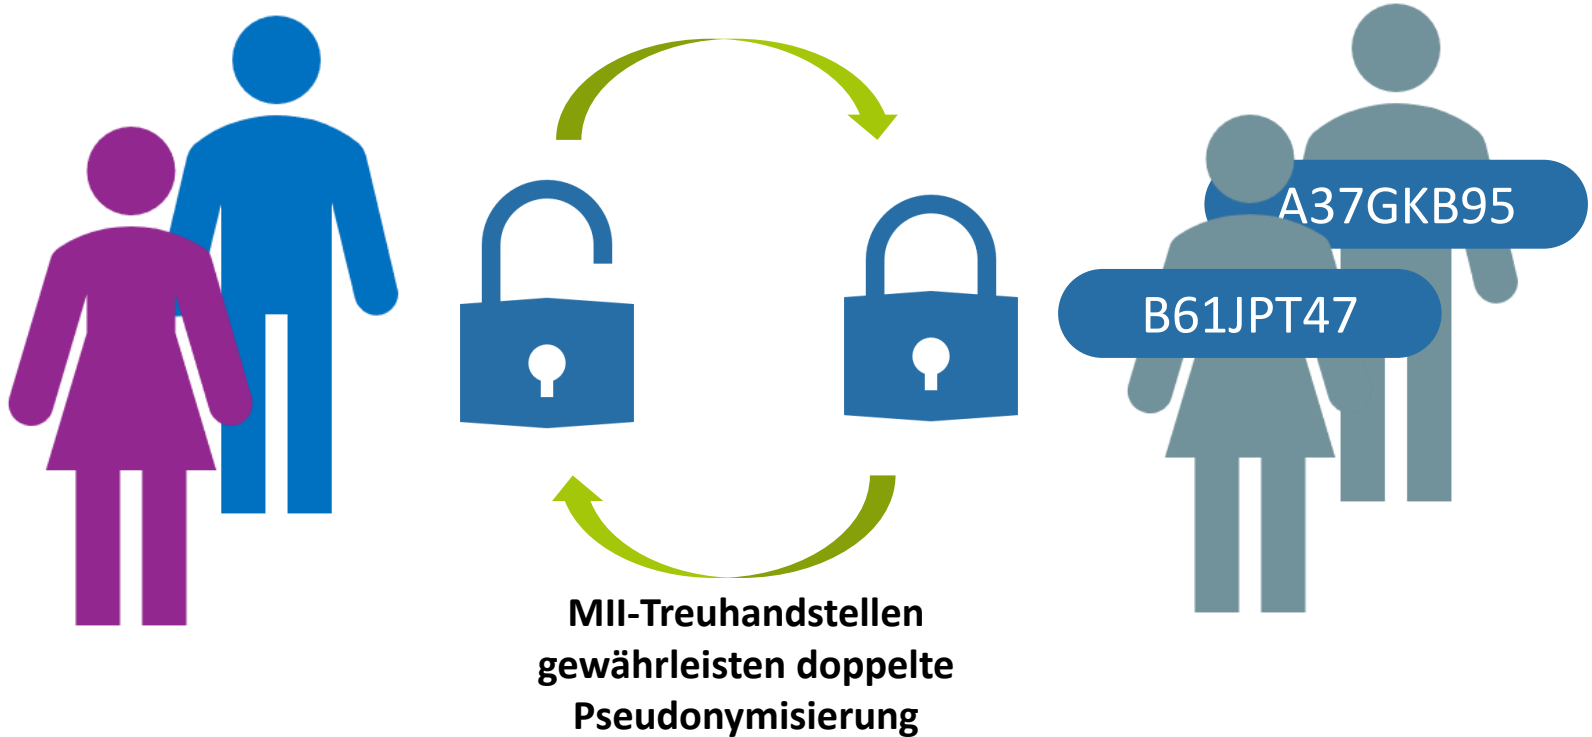 A37GKB95
B61JPT47
MII-Treuhandstellen
gewährleisten doppelte
Pseudonymisierung